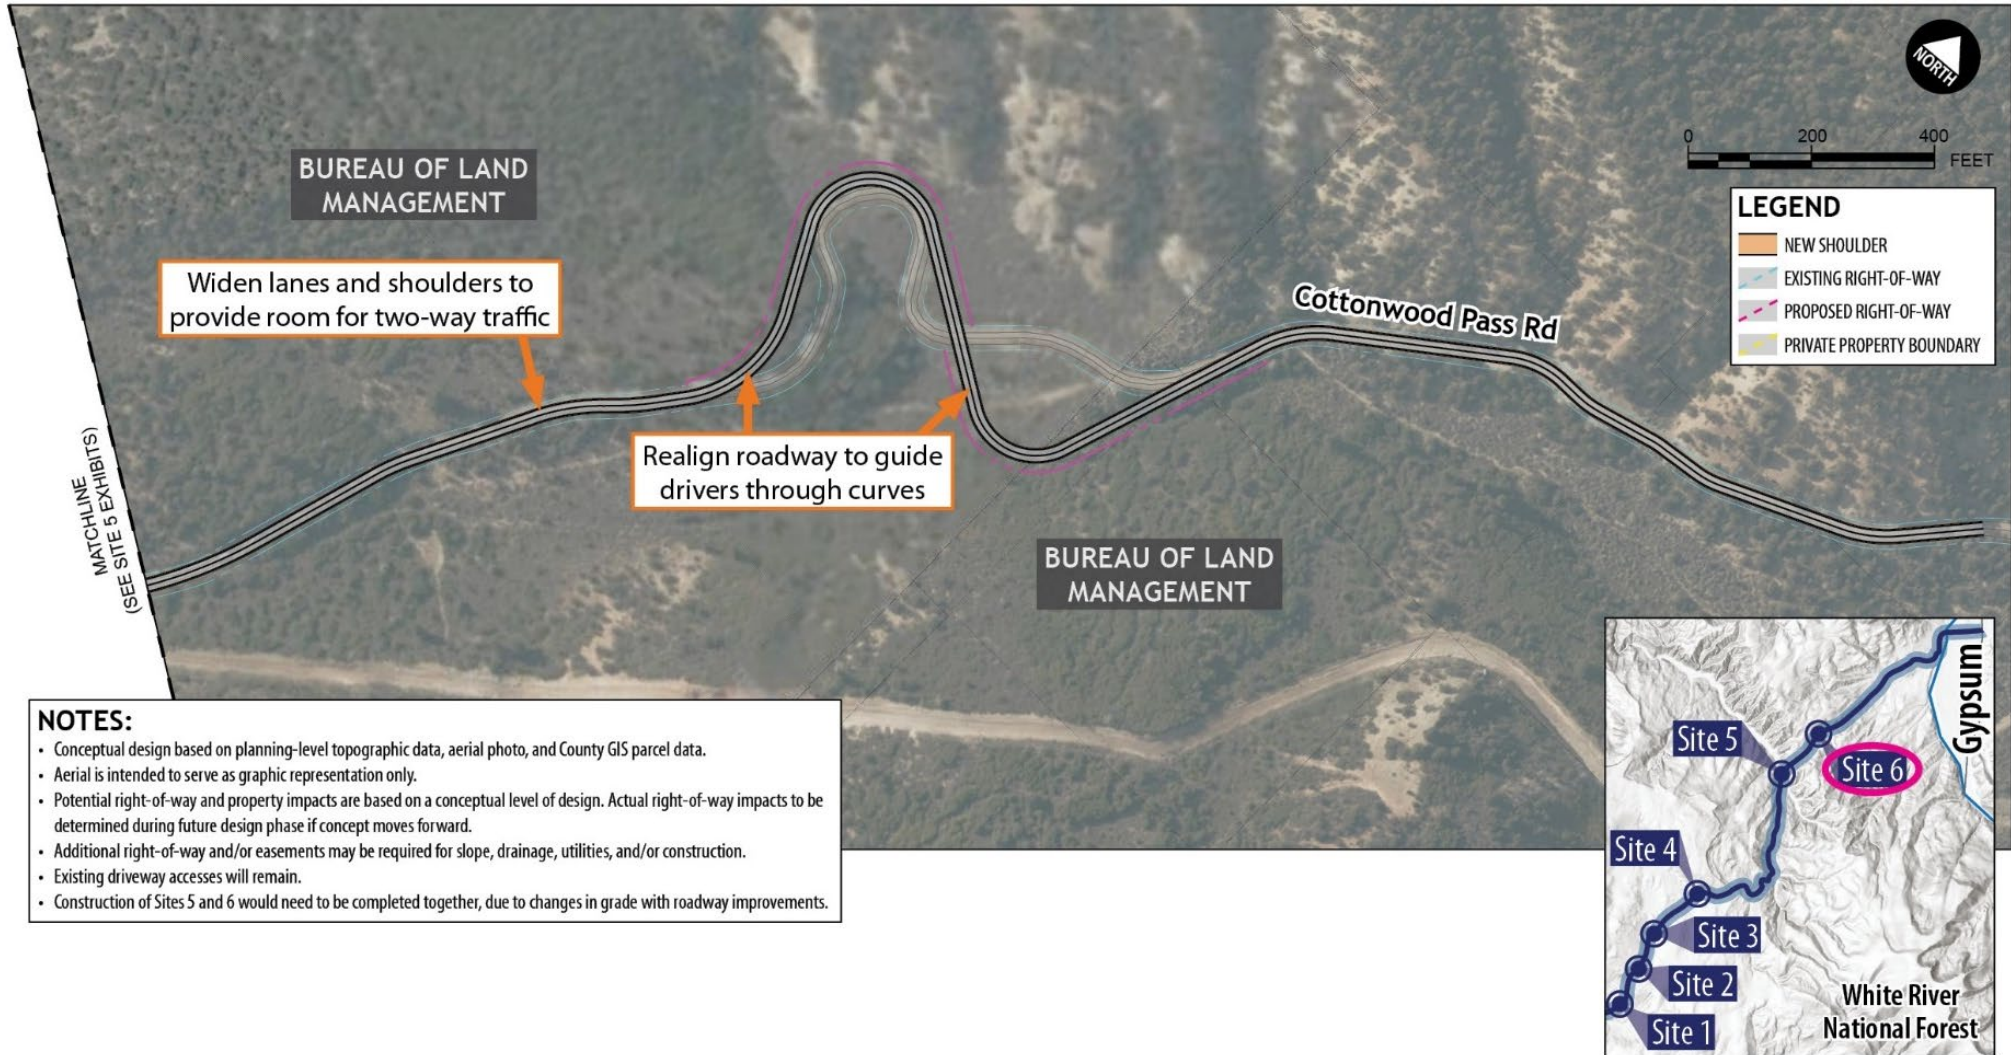 NORTH
0 200 400
FEET
BUREAU OF LAND
MANAGEMENT
LEGEND
NEW SHOULDER
EXISTING RIGHT-OF-WAY
PROPOSED RIGHT-OF-WAY
PRIVATE PROPERTY BOUNDARY
Widen lanes and shoulders to
provide room for two-way traffic
Cottonwood Pass Rd
Realign roadway to guide
drivers through curves
MATCHLINE
(SEE SITE 5 EXHIBITS)
BUREAU OF LAND
MANAGEMENT
NOTES:
• Conceptual design based on planning-level topographic data, aerial photo, and County GIS parcel data.
• Aerial is intended to serve as graphic representation only.
• Potential right-of-way and property impacts are based on a conceptual level of design. Actual right-of-way impacts to be
determined during future design phase if concept moves forward.
• Additional right-of-way and/or easements may be required for slope, drainage, utilities, and/or construction.
• Existing driveway accesses will remain.
• Construction of Sites 5 and 6 would need to be completed together, due to changes in grade with roadway improvements.
Gypsum
Site 5
Site 6
Site 4
Site 3
Site 2
Site 1
White River
National Forest